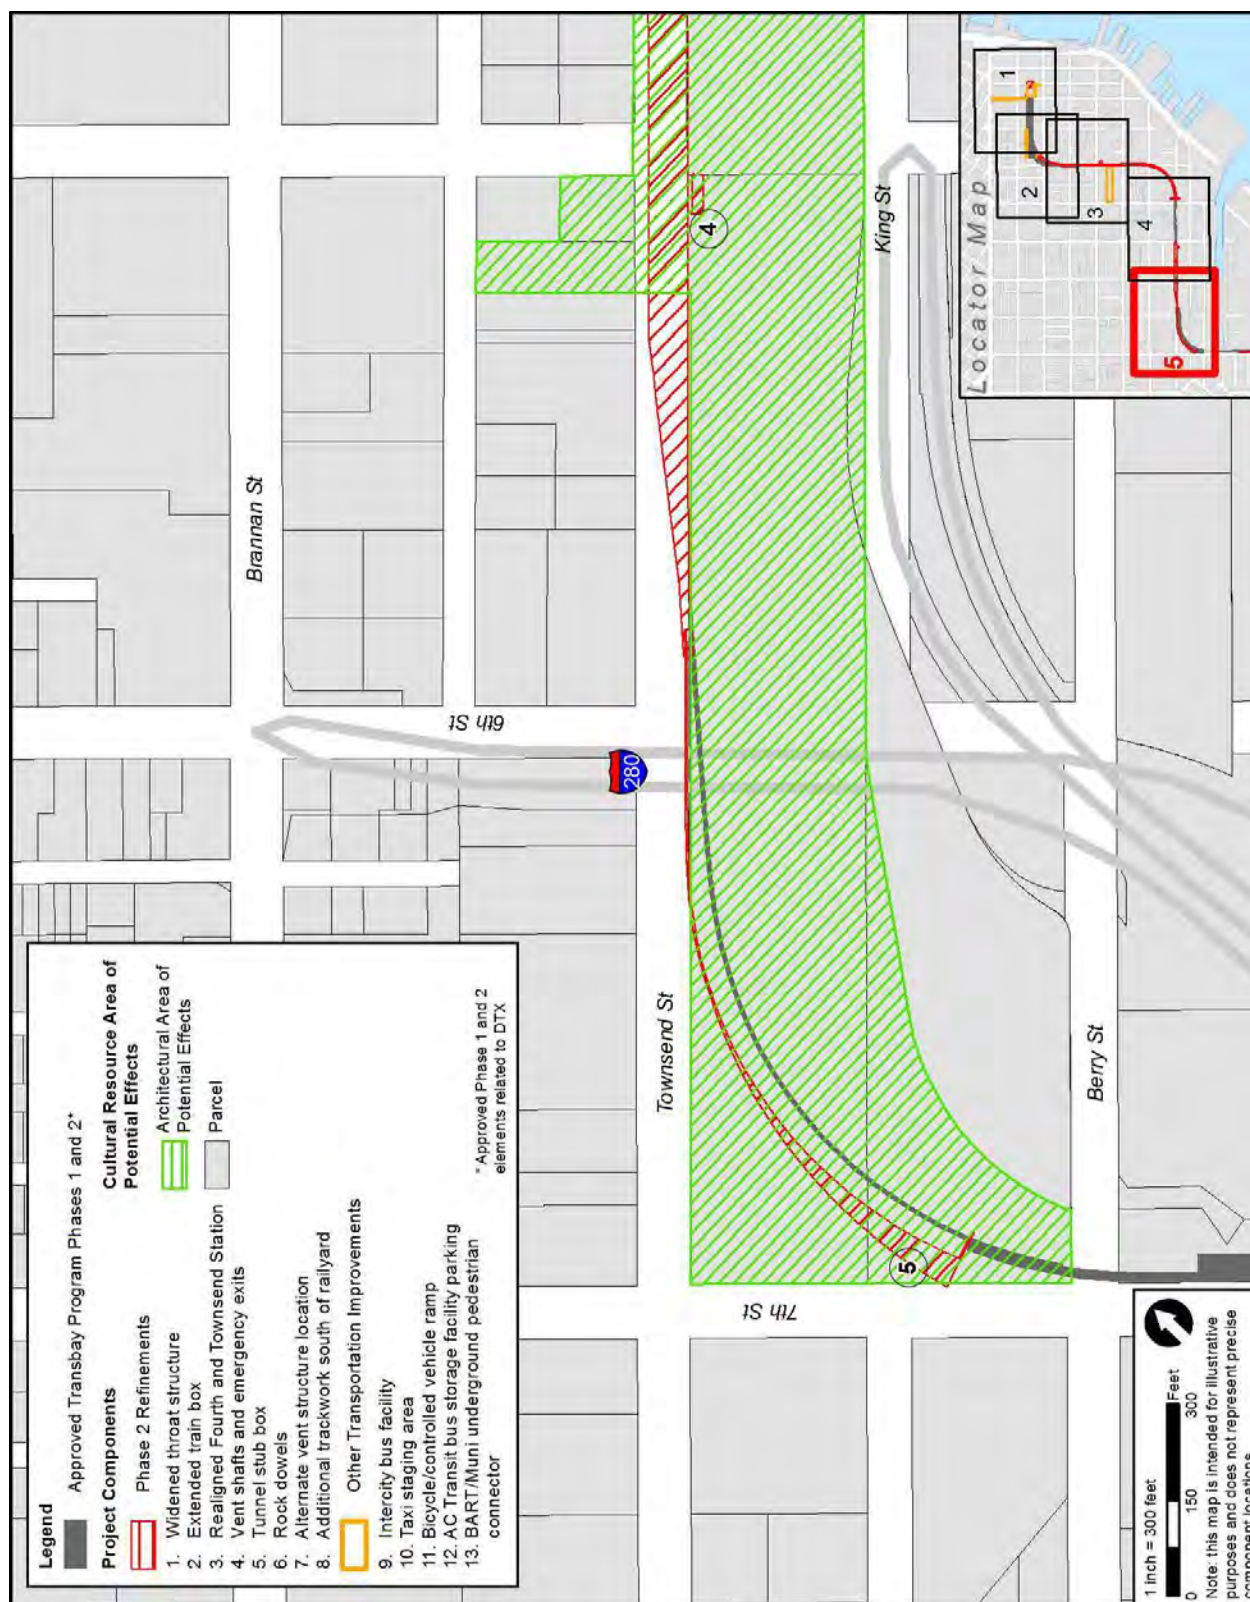 Legend
Approved Transbay Program Phases 1 and 2*
Project Components
Phase 2 Refinements
1. Widened throat structure
2. Extended train box
3. Realigned Fourth and Townsend Station
4. Vent shafts and emergency exits
5. Tunnel stub box
6. Rock dowels
7. Alternate vent structure location
8. Additional trackwork south of railyard
Other Transportation Improvements
9. Intercity bus facility
10. Taxi staging area
11. Bicycle/controlled vehicle ramp
12. AC Transit bus storage facility parking
13. BART/Muni underground pedestrian
connector
Cultural Resource Area of
Potential Effects
Architectural Area of
Potential Effects
Parcel
* Approved Phase 1 and 2
elements related to DTX
Brannan St
6th St
280
Townsend St
7th St
Berry St
King St
4
5
Locator Map
1
2
3
4
5
1 inch = 300 feet
Feet
0 150 300
Note: this map is intended for illustrative
purposes and does not represent precise
component locations